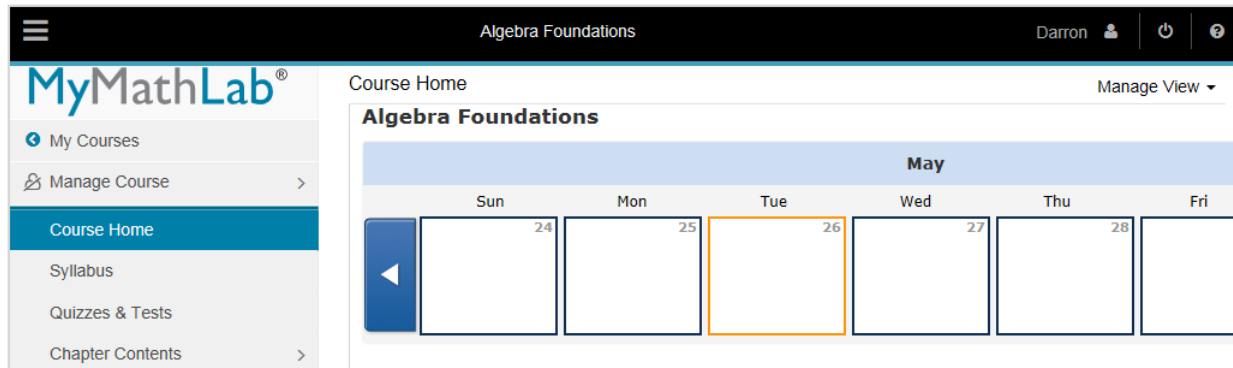 Algebra Foundations
Darron
MyMathLab®
My Courses
Manage Course
Course Home
Syllabus
Quizzes & Tests
Chapter Contents
Course Home
Manage View
Algebra Foundations
May
Sun Mon Tue Wed Thu Fri
24 25 26 27 28